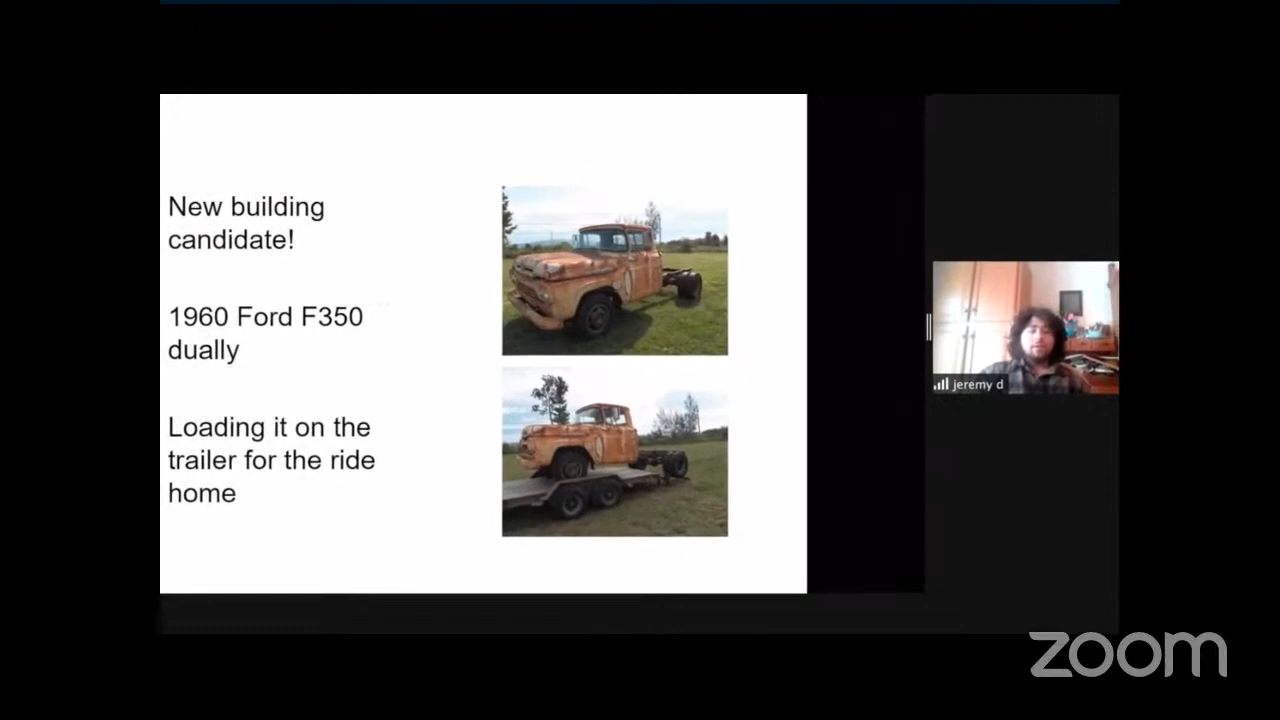 New building
candidate!
1960 Ford F350
dually
Loading it on the
trailer for the ride
home
jeremy d
zoom